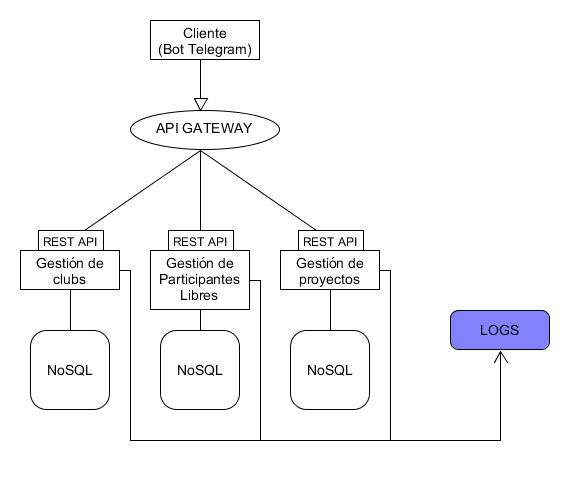 Cliente
(Bot Telegram)
API GATEWAY
REST API
REST API
REST API
Gestión de
clubs
Gestión de
Participantes
Libres
Gestión de
proyectos
LOGS
NoSQL
NoSQL
NoSQL